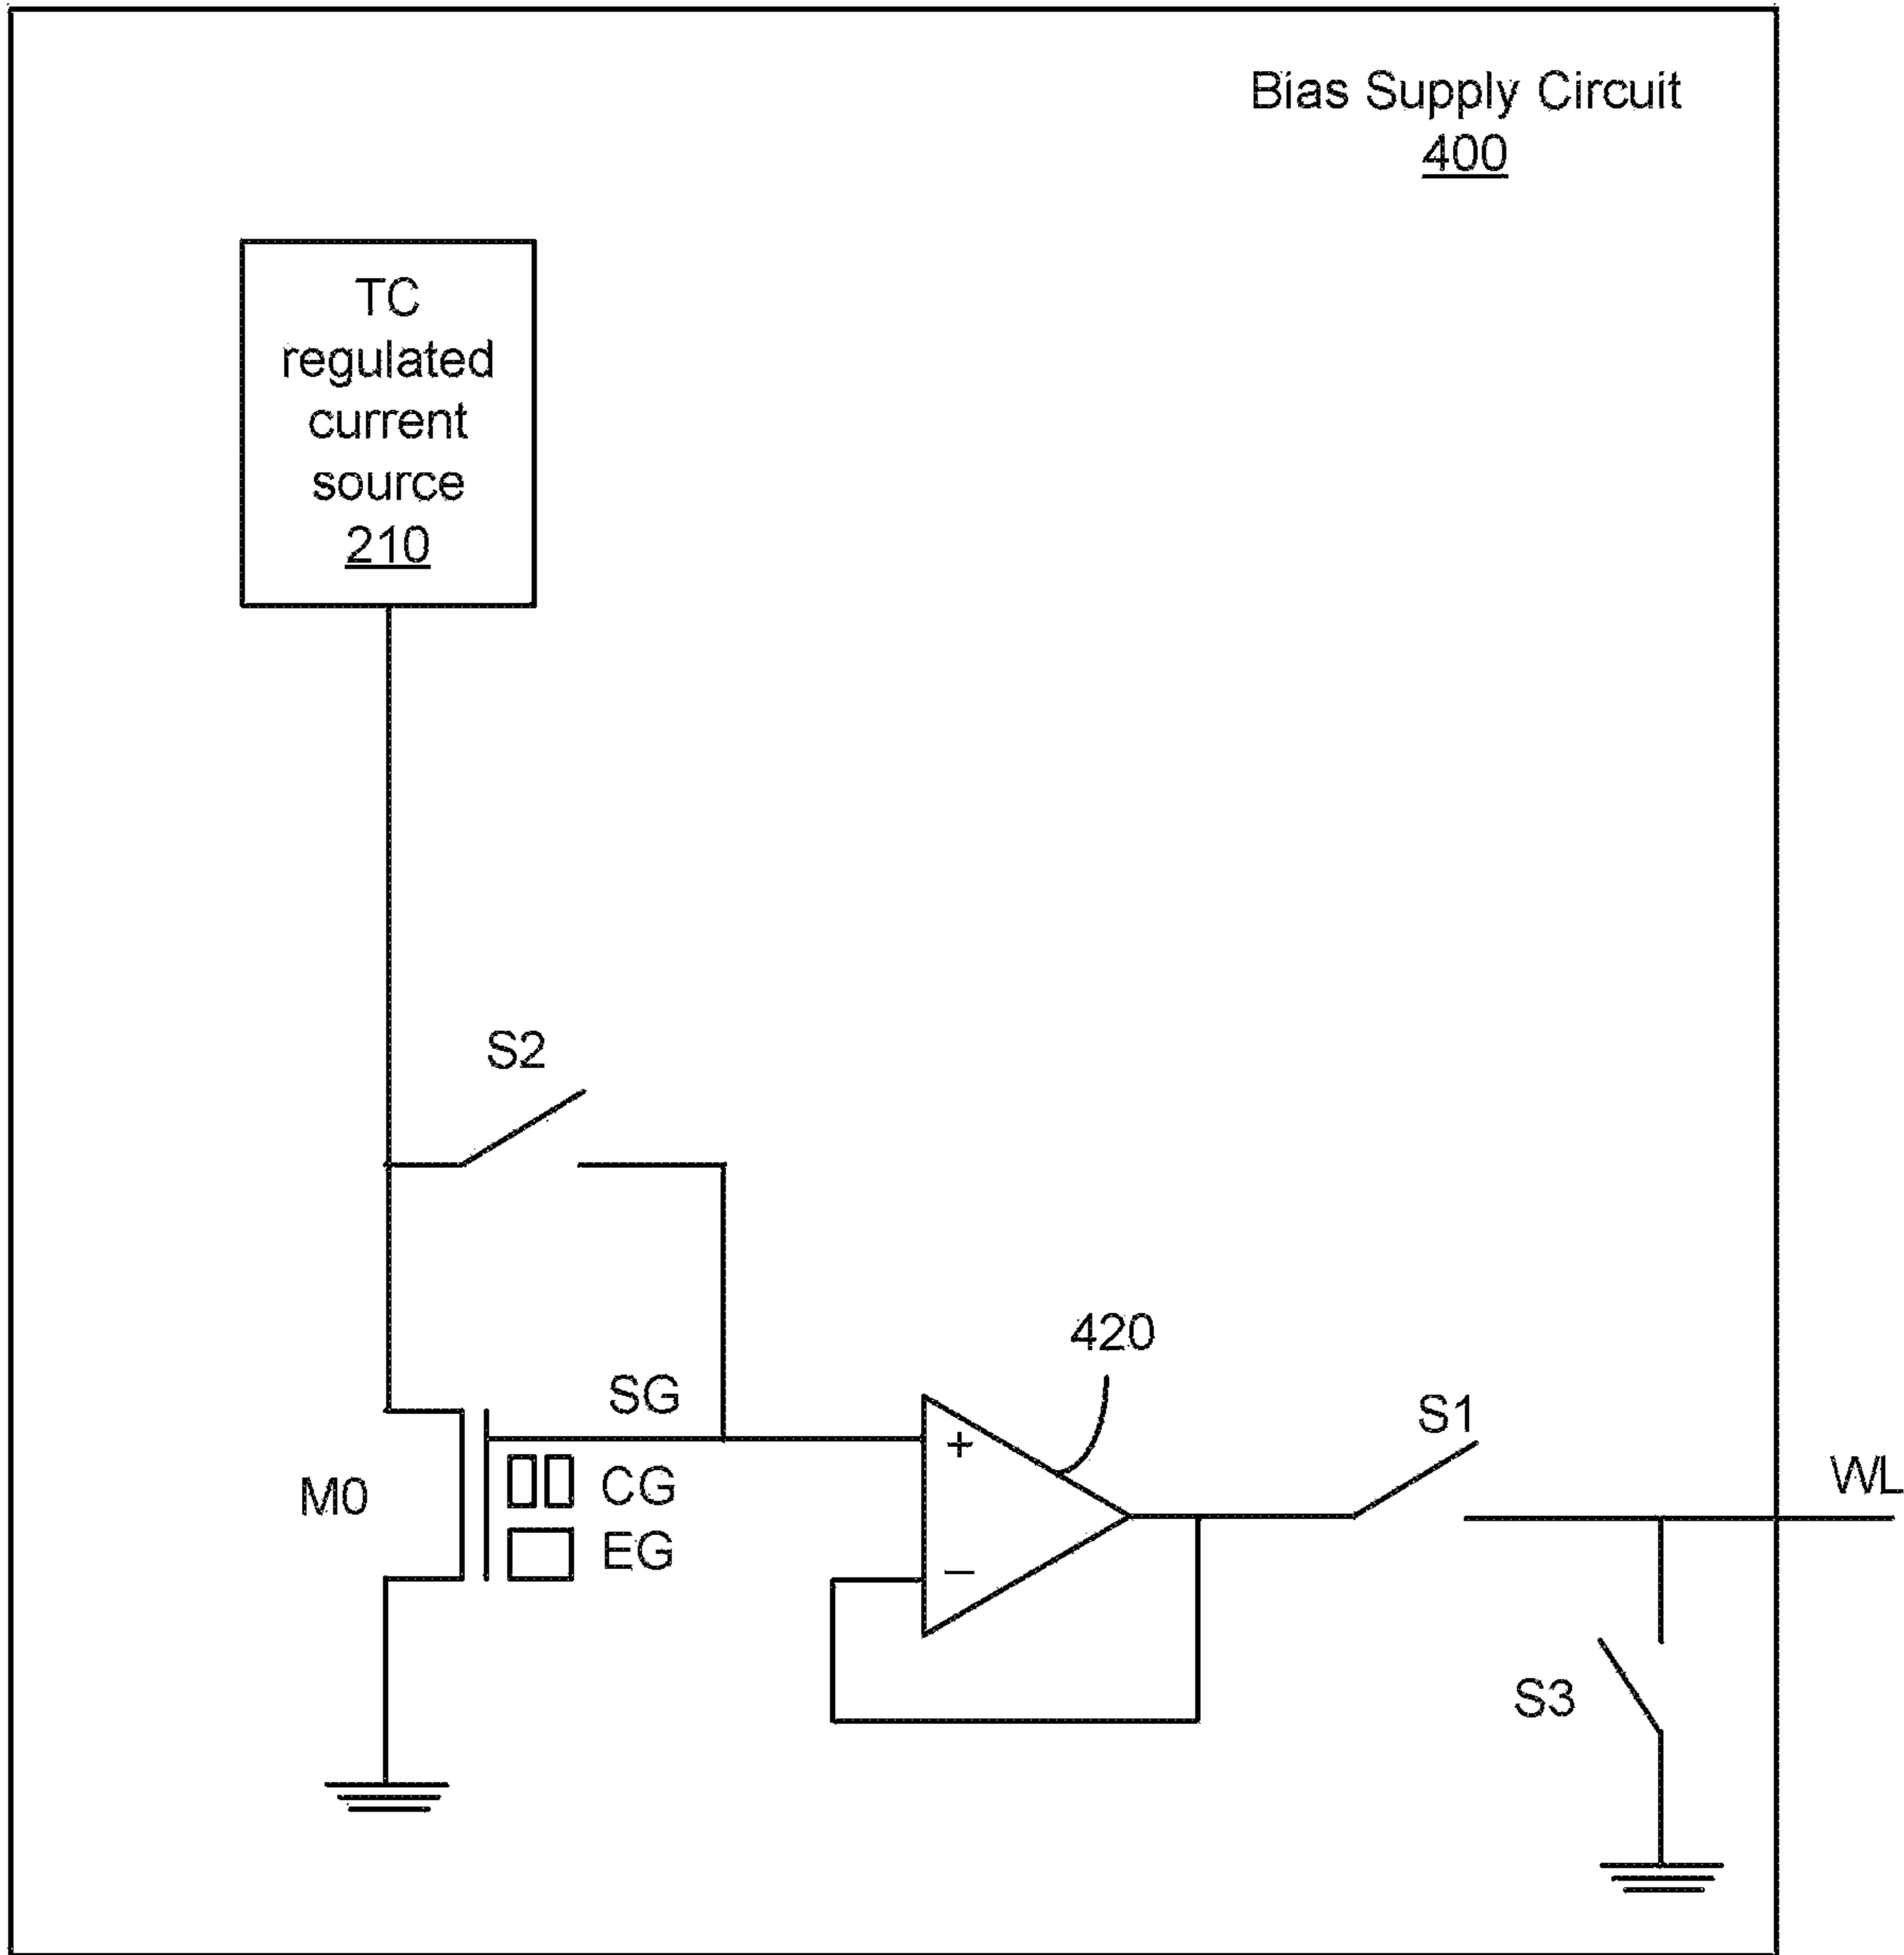 Bias Supply Circuit
400
TC
regulated
current
source
210
S2
420
SG
S1
CG
WL
M0
EG
+
–
S3